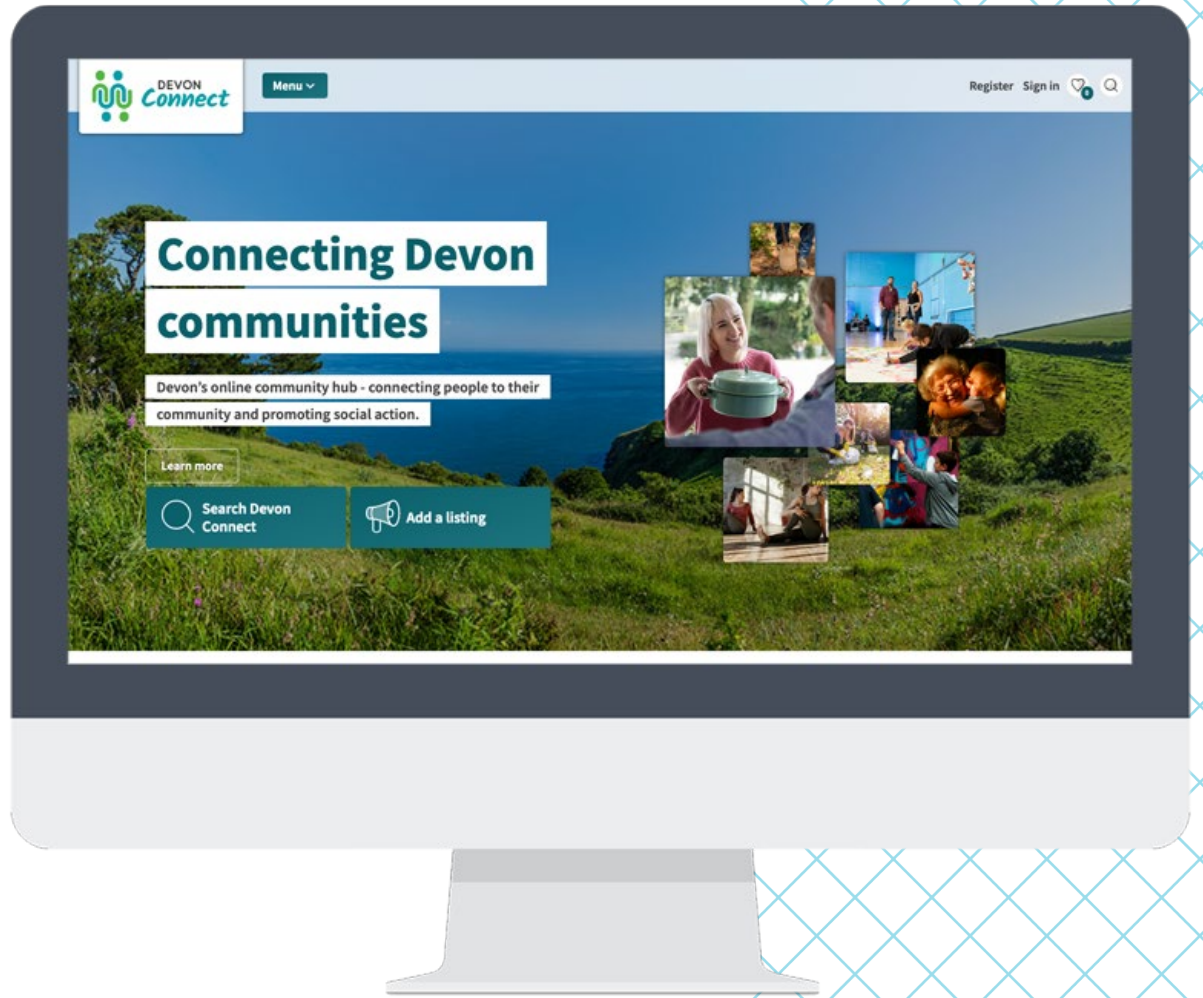 DEVON
Connect
Menu
Register Sign in
0
Connecting Devon
communities
Devon's online community hub - connecting people to their
community and promoting social action.
Learn more
Search Devon
Connect
Add a listing